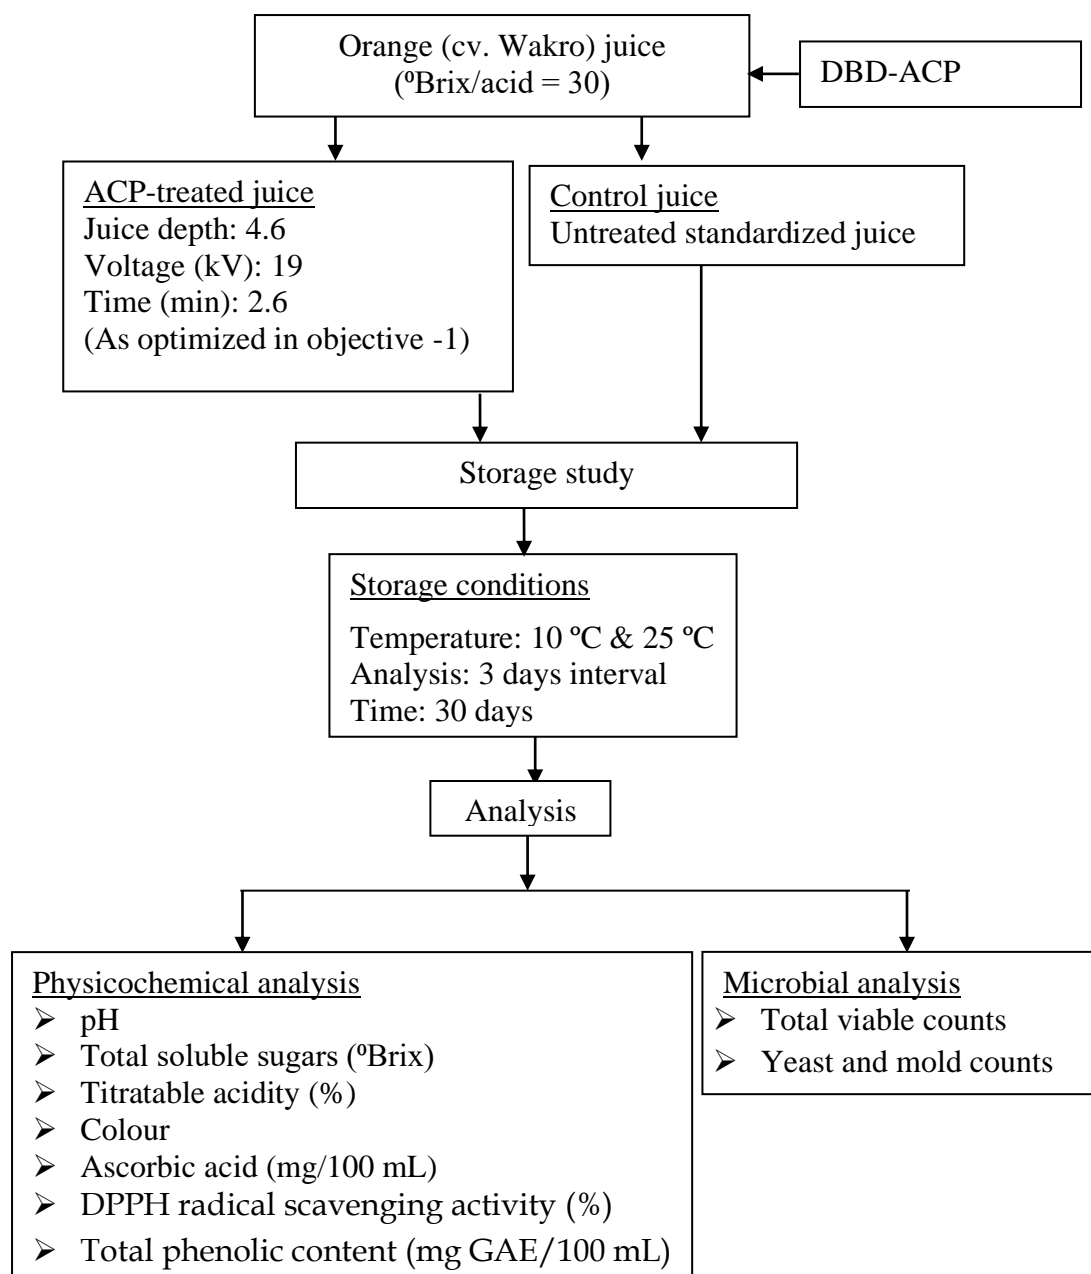 Orange (cv. Wakro) juice
(⁰Brix/acid = 30)
DBD-ACP
ACP-treated juice
Juice depth: 4.6
Voltage (kV): 19
Time (min): 2.6
(As optimized in objective -1)
Control juice
Untreated standardized juice
Storage study
Storage conditions
Temperature: 10 ºC & 25 ºC
Analysis: 3 days interval
Time: 30 days
Analysis
Physicochemical analysis
➢ pH
➢ Total soluble sugars (⁰Brix)
➢ Titratable acidity (%)
➢ Colour
➢ Ascorbic acid (mg/100 mL)
➢ DPPH radical scavenging activity (%)
➢ Total phenolic content (mg GAE/100 mL)
Microbial analysis
➢ Total viable counts
➢ Yeast and mold counts